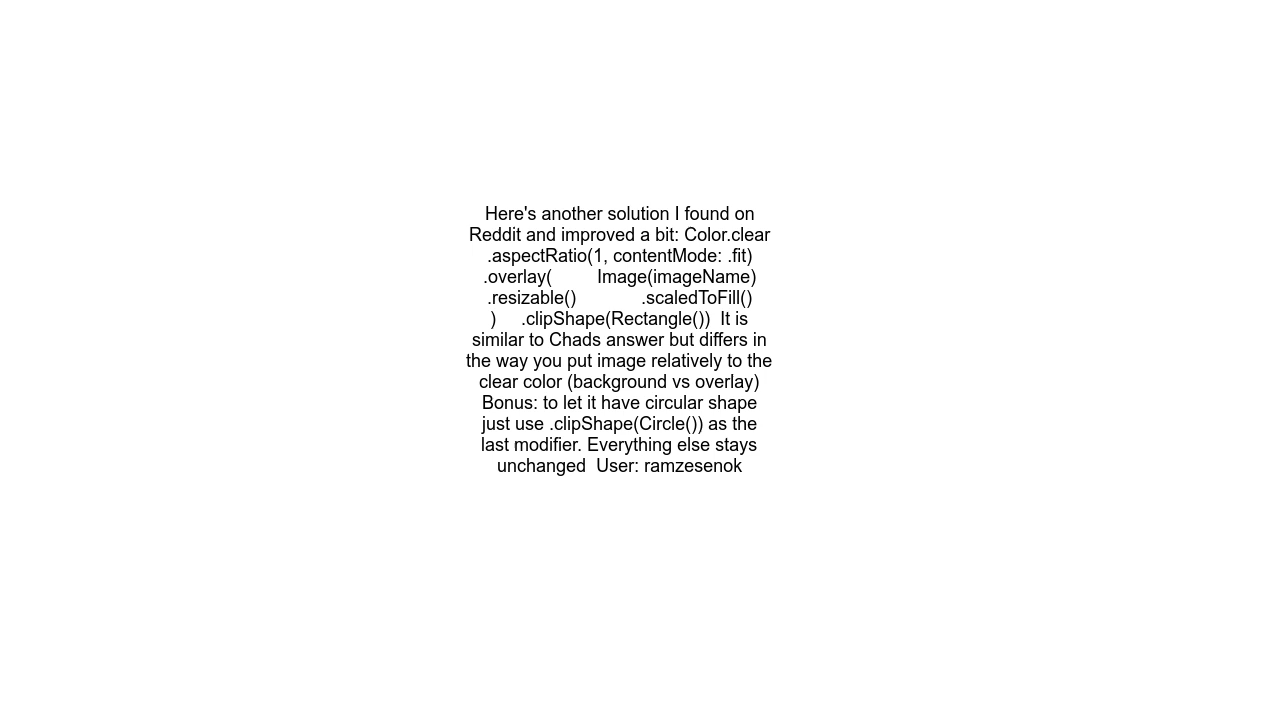 Here's another solution I found on
Reddit and improved a bit: Color.clear
.aspectRatio(1, contentMode: .fit)
.overlay(         Image(imageName)
.resizable()             .scaledToFill()
)     .clipShape(Rectangle())  It is
similar to Chads answer but differs in
the way you put image relatively to the
clear color (background vs overlay)
Bonus: to let it have circular shape
just use .clipShape(Circle()) as the
last modifier. Everything else stays
unchanged  User: ramzesenok